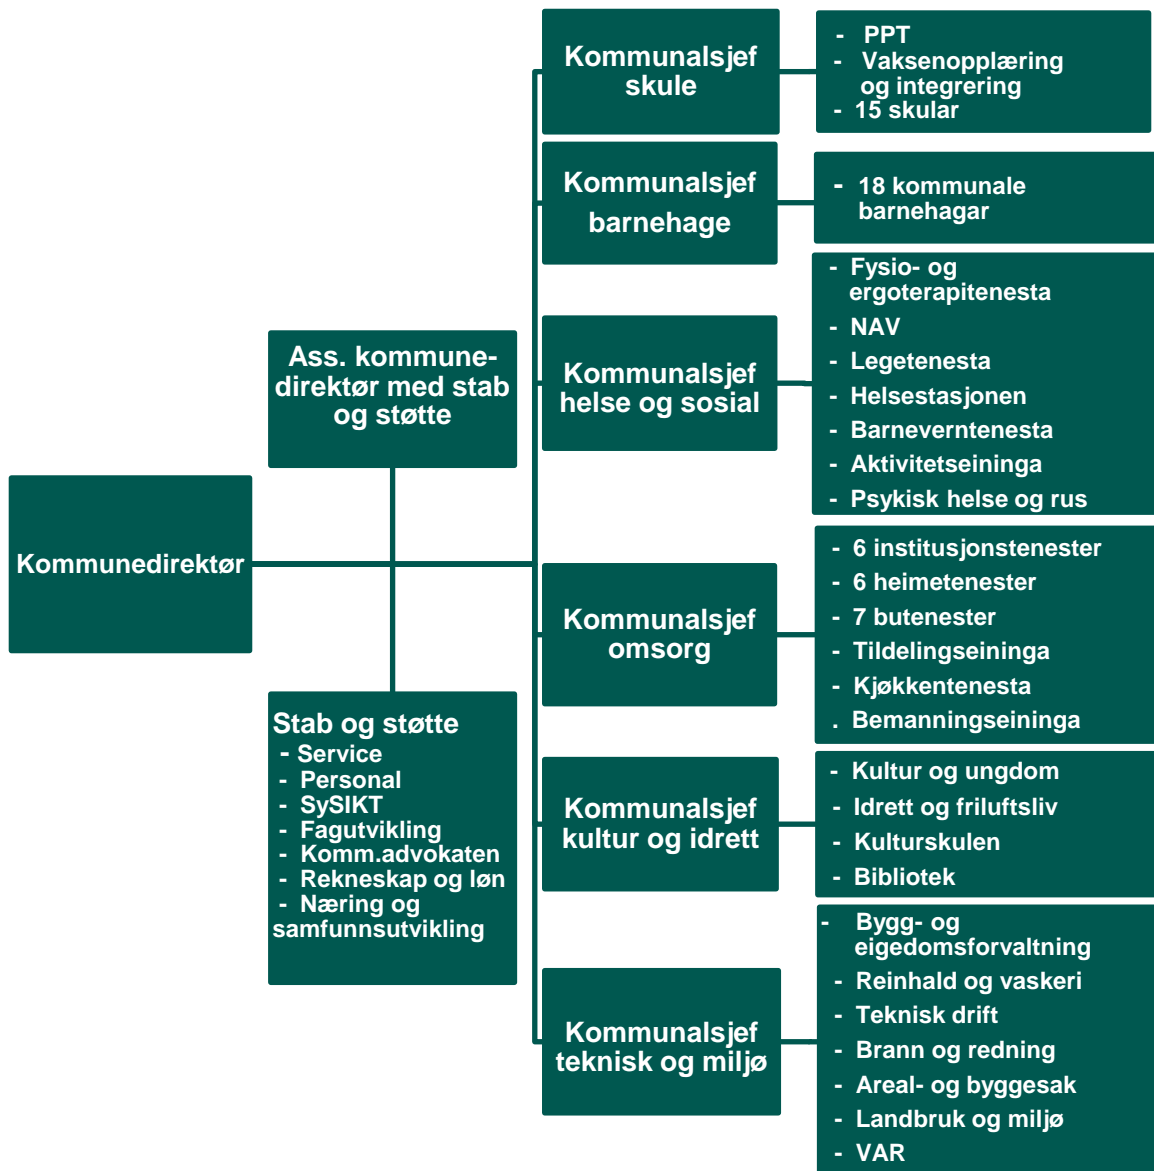 Kommunedirektør
Ass. kommune-
direktør med stab
og støtte
Stab og støtte
- Service
- Personal
- SySIKT
- Fagutvikling
- Komm.advokaten
- Rekneskap og løn
- Næring og
samfunnsutvikling
Kommunalsjef
skule
- PPT
- Vaksenopplæring
og integrering
- 15 skular
Kommunalsjef
barnehage
- 18 kommunale
barnehagar
Kommunalsjef
helse og sosial
- Fysio- og
ergoterapitenesta
- NAV
- Legetenesta
- Helsestasjonen
- Barneverntenesta
- Aktivitetseininga
- Psykisk helse og rus
Kommunalsjef
omsorg
- 6 institusjonstenester
- 6 heimetenester
- 7 butenester
- Tildelingseininga
- Kjøkkentenesta
. Bemanningseininga
Kommunalsjef
kultur og idrett
- Kultur og ungdom
- Idrett og friluftsliv
- Kulturskulen
- Bibliotek
Kommunalsjef
teknisk og miljø
- Bygg- og
eigedomsforvaltning
- Reinhald og vaskeri
- Teknisk drift
- Brann og redning
- Areal- og byggesak
- Landbruk og miljø
- VAR